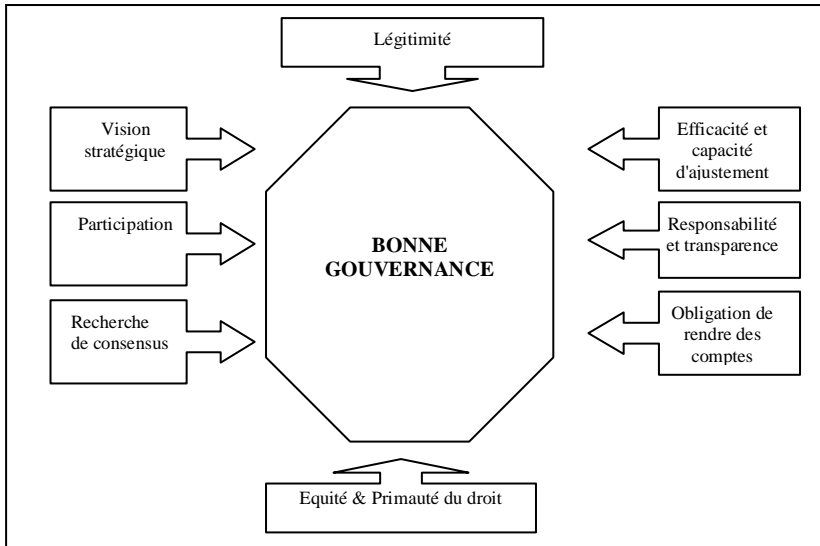 Légitimité
Vision
stratégique
Efficacité et
capacité
d'ajustement
Participation
BONNE
GOUVERNANCE
Responsabilité
et transparence
Recherche
de consensus
Obligation de
rendre des
comptes
Equité & Primauté du droit